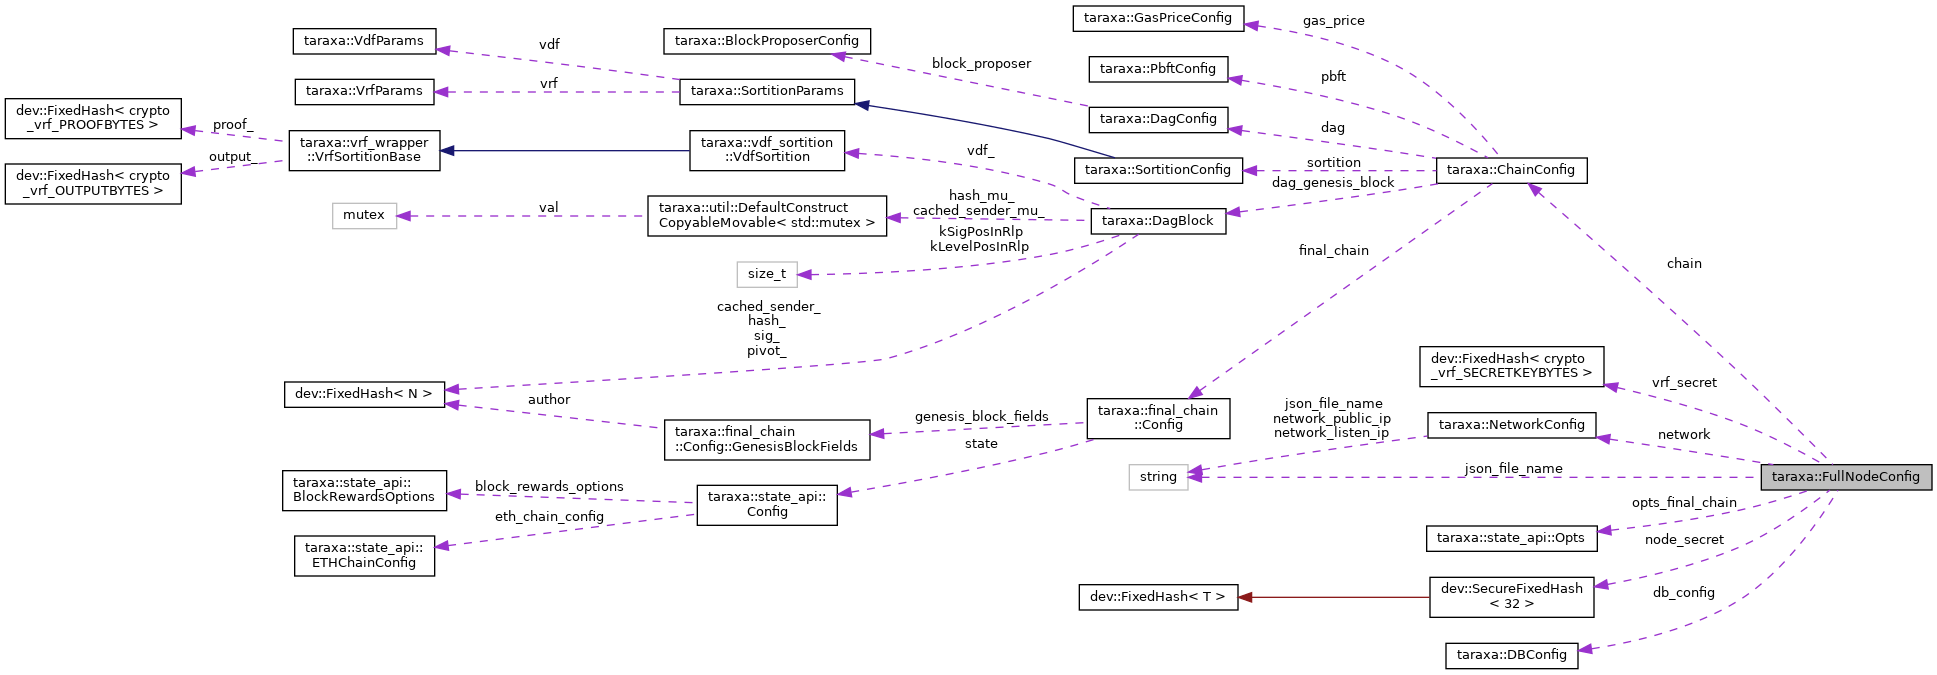 taraxa::GasPriceConfig
gas_price
taraxa::VdfParams
vdf
taraxa::BlockProposerConfig
block_proposer
taraxa::PbftConfig
pbft
taraxa::VrfParams
vrf
taraxa::SortitionParams
dev::FixedHash< crypto
_vrf_PROOFBYTES >
proof_
taraxa::DagConfig
dag
taraxa::vrf_wrapper
::VrfSortitionBase
taraxa::vdf_sortition
::VdfSortition
vdf_
output_
dev::FixedHash< crypto
_vrf_OUTPUTBYTES >
taraxa::SortitionConfig
sortition
dag_genesis_block
taraxa::ChainConfig
mutex
val
taraxa::util::DefaultConstruct
CopyableMovable< std::mutex >
hash_mu_
cached_sender_mu_
taraxa::DagBlock
kSigPosInRlp
kLevelPosInRlp
size_t
final_chain
chain
cached_sender_
hash_
sig_
pivot_
dev::FixedHash< N >
author
dev::FixedHash< crypto
_vrf_SECRETKEYBYTES >
vrf_secret
taraxa::final_chain
::Config::GenesisBlockFields
genesis_block_fields
state
taraxa::final_chain
::Config
json_file_name
network_public_ip
network_listen_ip
taraxa::NetworkConfig
network
string
json_file_name
taraxa::FullNodeConfig
taraxa::state_api::
BlockRewardsOptions
block_rewards_options
taraxa::state_api::
Config
eth_chain_config
taraxa::state_api::
ETHChainConfig
opts_final_chain
taraxa::state_api::Opts
node_secret
dev::FixedHash< T >
dev::SecureFixedHash
< 32 >
db_config
taraxa::DBConfig